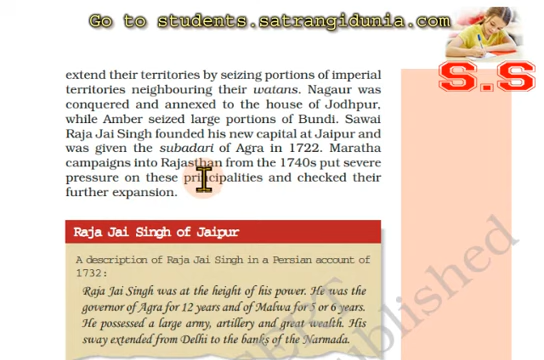 Go to students.satrangidunia.com
S.S
extend their territories by seizing portions of imperial
territories neighbouring their watans. Nagaur was
conquered and annexed to the house of Jodhpur,
while Amber seized large portions of Bundi. Sawai
Raja Jai Singh founded his new capital at Jaipur and
was given the subadari of Agra in 1722. Maratha
campaigns into Rajasthan from the 1740s put severe
pressure on these principalities and checked their
further expansion.
Raja Jai Singh of Jaipur
A description of Raja Jai Singh in a Persian account of
1732:
Raja Jai Singh was at the height of his power. He was the
governor of Agra for 12 years and of Malwa for 5 or 6 years.
He possessed a large army, artillery and great wealth. His
sway extended from Delhi to the banks of the Narmada.